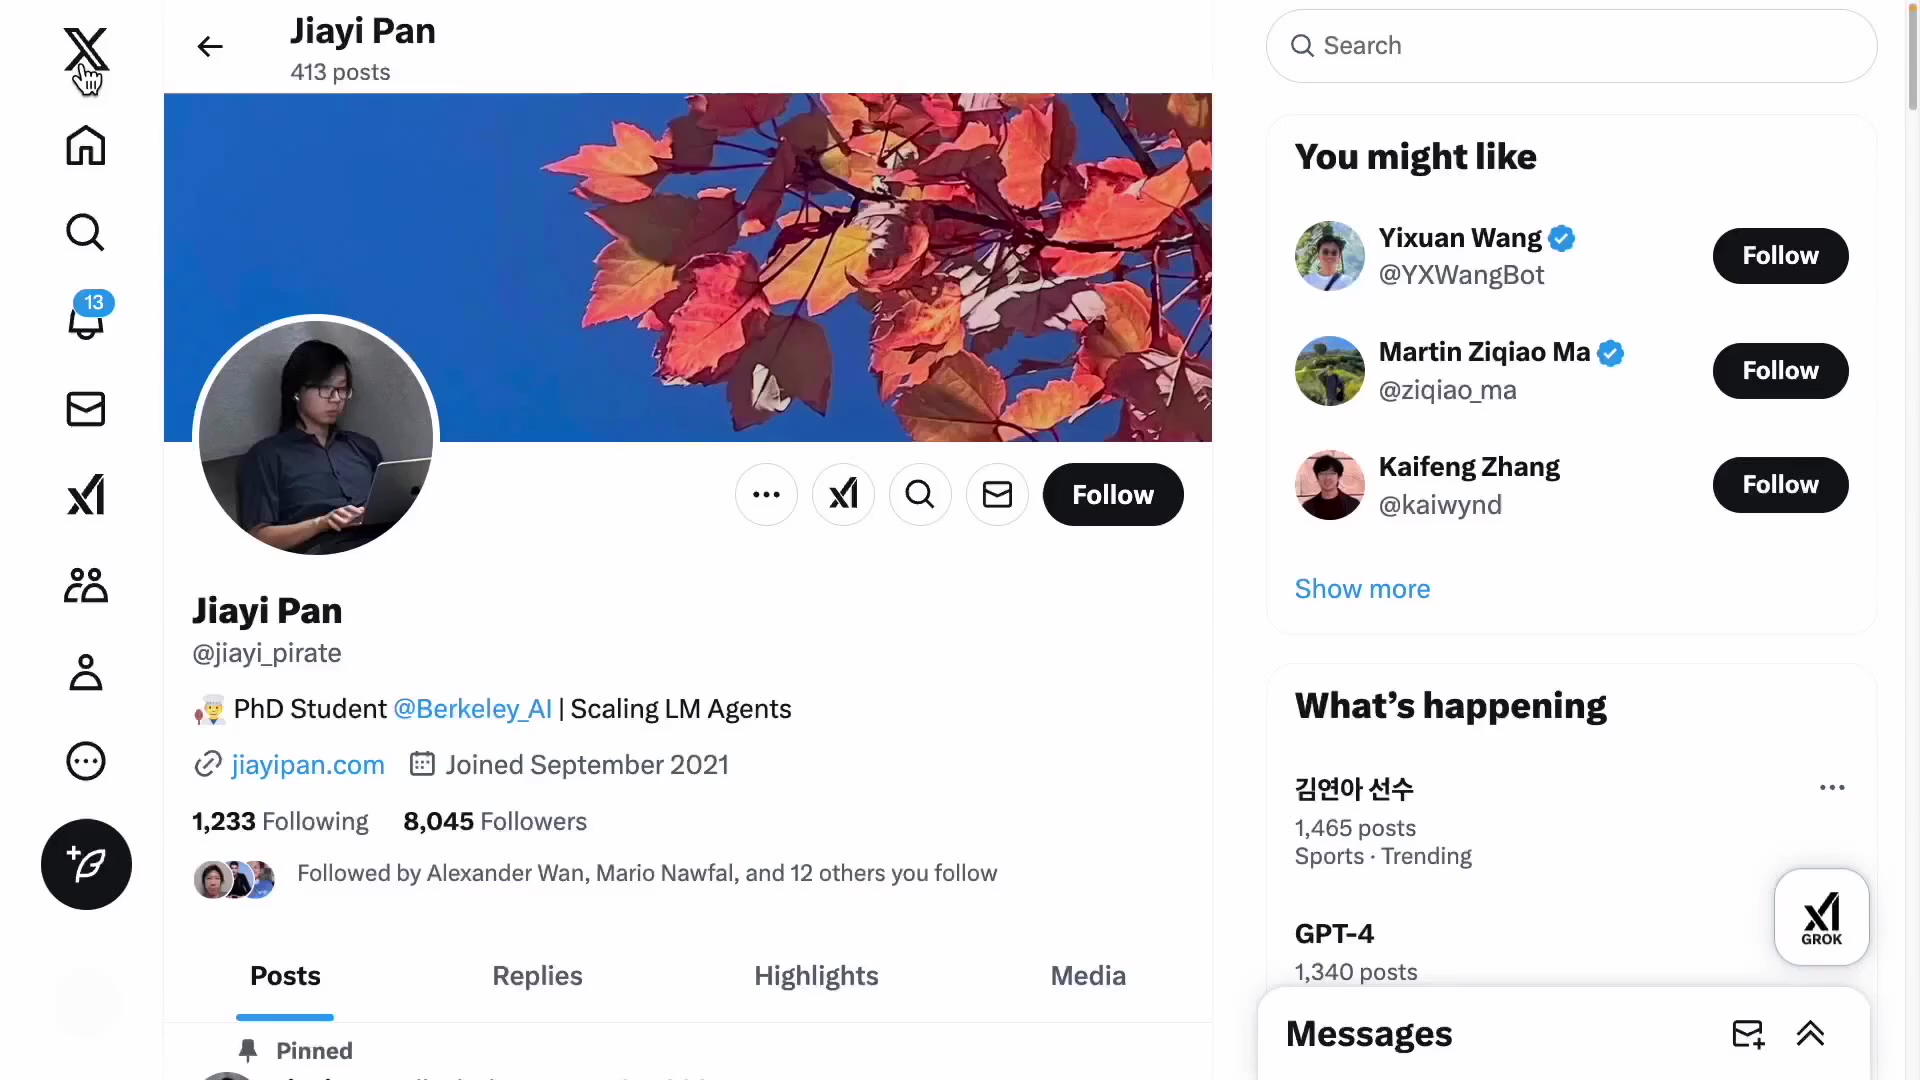 Jiayi Pan
413 posts
Search
13
You might like
Yixuan Wang
@YXWangBot
Follow
Martin Ziqiao Ma
@ziqiao_ma
Follow
Kaifeng Zhang
@kaiwynd
Follow
Show more
Follow
Jiayi Pan
@jiayi_pirate
PhD Student @Berkeley_AI | Scaling LM Agents
jiayipan.com Joined September 2021
1,233 Following 8,045 Followers
Followed by Alexander Wan, Mario Nawfal, and 12 others you follow
Posts Replies Highlights Media
Pinned
What’s happening
김연아 선수
1,465 posts
Sports · Trending
GPT-4
1,340 posts
GROK
Messages